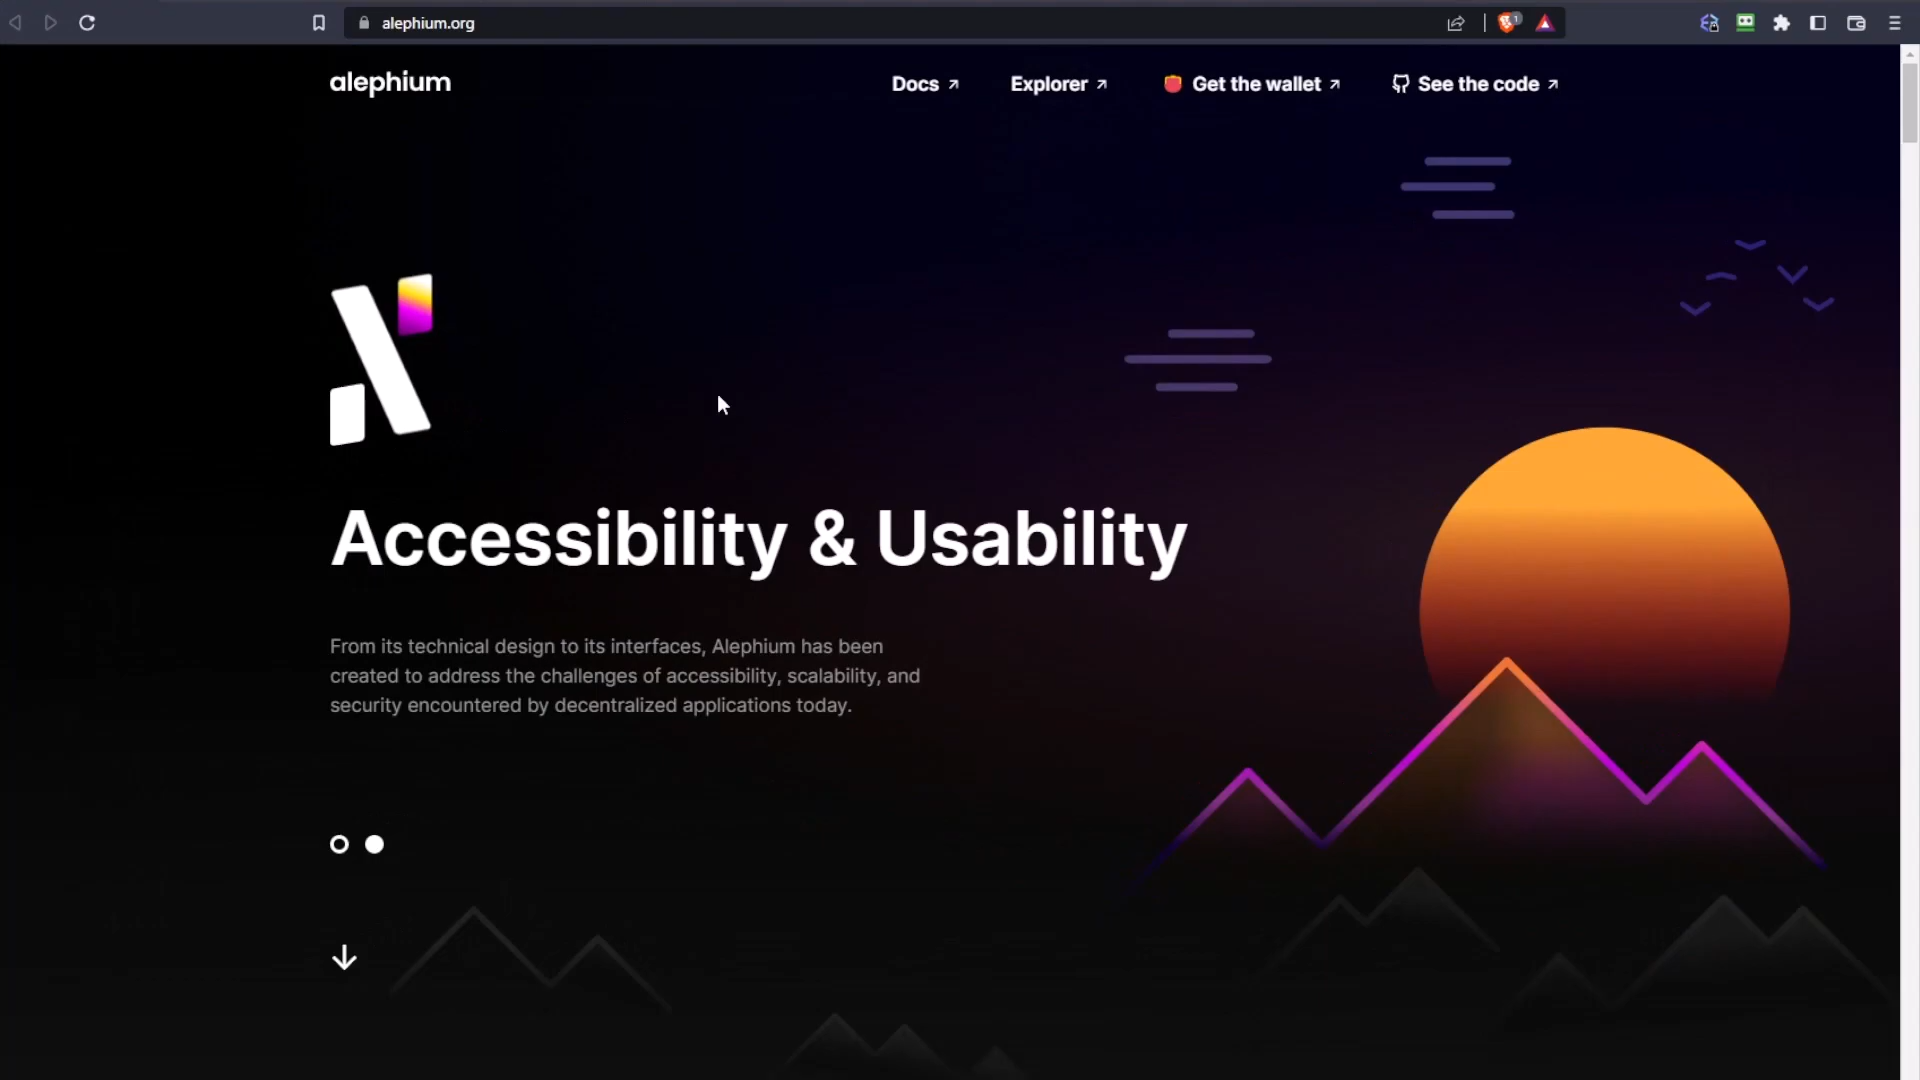 alephium.org
1
alephium
Docs ↗
Explorer ↗
Get the wallet ↗
See the code ↗
Accessibility & Usability
From its technical design to its interfaces, Alephium has been
created to address the challenges of accessibility, scalability, and
security encountered by decentralized applications today.